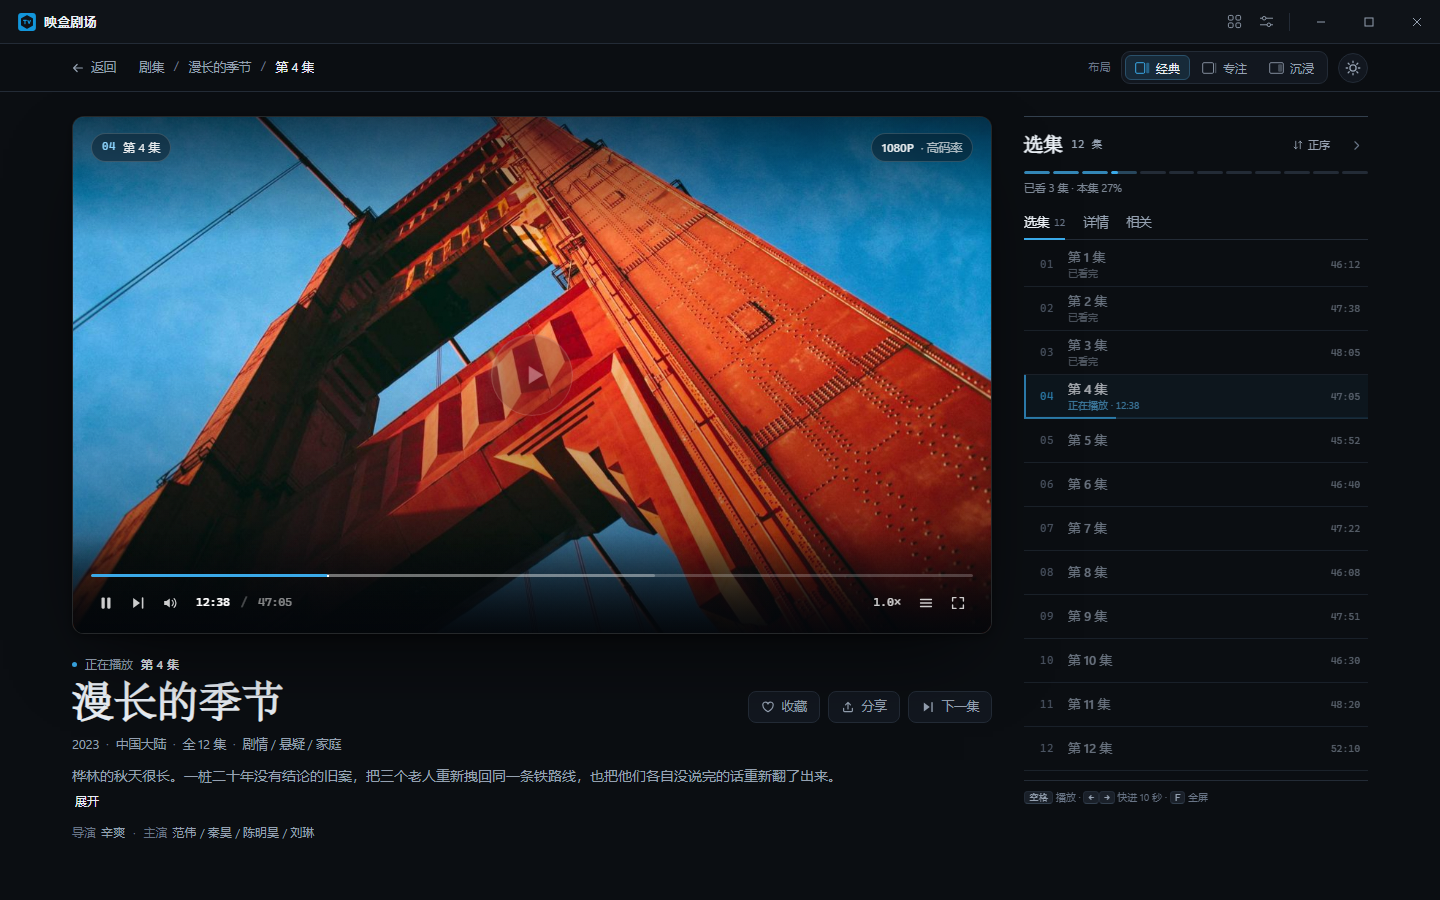 映盒剧场
返回 剧集 / 漫长的季节 / 第 4 集
布局 经典 专注 沉浸
04 第 4 集
1080P · 高码率
12:38 / 47:05
1.0×
正在播放 第 4 集
漫长的季节
收藏 分享 下一集
2023 · 中国大陆 · 全 12 集 · 剧情 / 悬疑 / 家庭
桦林的秋天很长。一桩二十年没有结论的旧案，把三个老人重新拽回同一条铁路线，也把他们各自没说完的话重新翻了出来。
展开
导演 辛爽 · 主演 范伟 / 秦昊 / 陈明昊 / 刘琳
选集 12 集 正序
已看 3 集 · 本集 27%
选集 12 详情 相关
01 第 1 集 46:12
已看完
02 第 2 集 47:38
已看完
03 第 3 集 48:05
已看完
04 第 4 集 47:05
正在播放 · 12:38
05 第 5 集 45:52
06 第 6 集 46:40
07 第 7 集 47:22
08 第 8 集 46:08
09 第 9 集 47:51
10 第 10 集 46:30
11 第 11 集 48:20
12 第 12 集 52:10
空格 播放 · ← → 快进 10 秒 · F 全屏